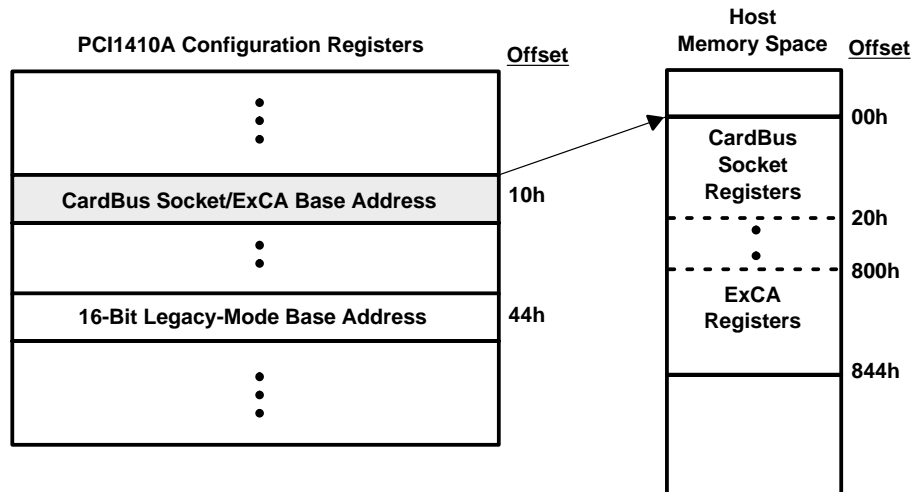 PCI1410A Configuration Registers
Offset
CardBus Socket/ExCA Base Address
10h
16-Bit Legacy-Mode Base Address
44h
Host
Memory Space
Offset
00h
CardBus
Socket
Registers
20h
800h
ExCA
Registers
844h